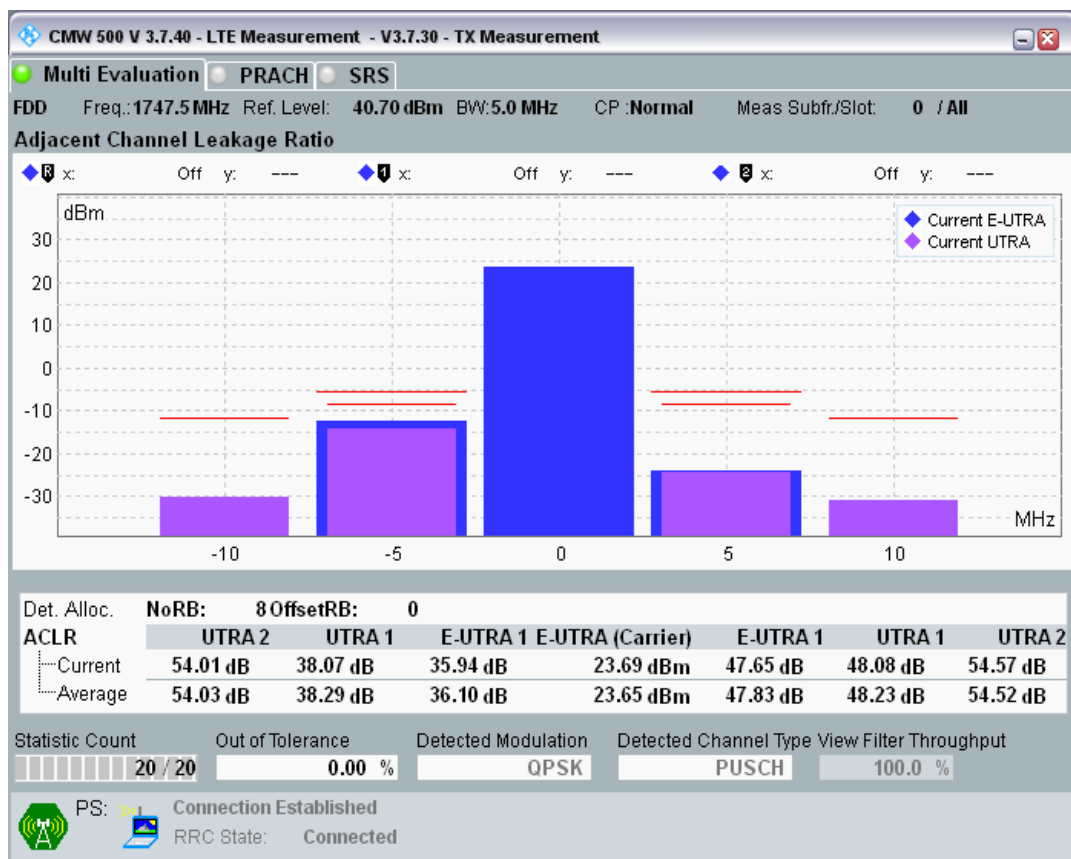 CMW 500 V 3.7.40 - LTE Measurement - V3.7.30 - TX Measurement
Multi Evaluation PRACH SRS
FDD Freq.:1747.5 MHz Ref. Level: 40.70 dBm BW:5.0 MHz CP :Normal Meas Subfr./Slot: 0 / All
Adjacent Channel Leakage Ratio
R x: Off y: --- 1 x: Off y: --- 2 x: Off y: ---
dBm
Current E-UTRA
Current UTRA
30
20
10
0
-10
-20
-30
MHz
-10 -5 0 5 10
Det. Alloc. NoRB: 8 OffsetRB: 0
ACLR UTRA 2 UTRA 1 E-UTRA 1 E-UTRA (Carrier) E-UTRA 1 UTRA 1 UTRA 2
Current 54.01 dB 38.07 dB 35.94 dB 23.69 dBm 47.65 dB 48.08 dB 54.57 dB
Average 54.03 dB 38.29 dB 36.10 dB 23.65 dBm 47.83 dB 48.23 dB 54.52 dB
Statistic Count Out of Tolerance Detected Modulation Detected Channel Type View Filter Throughput
20 / 20 0.00 % QPSK PUSCH 100.0 %
PS: Connection Established
RRC State: Connected